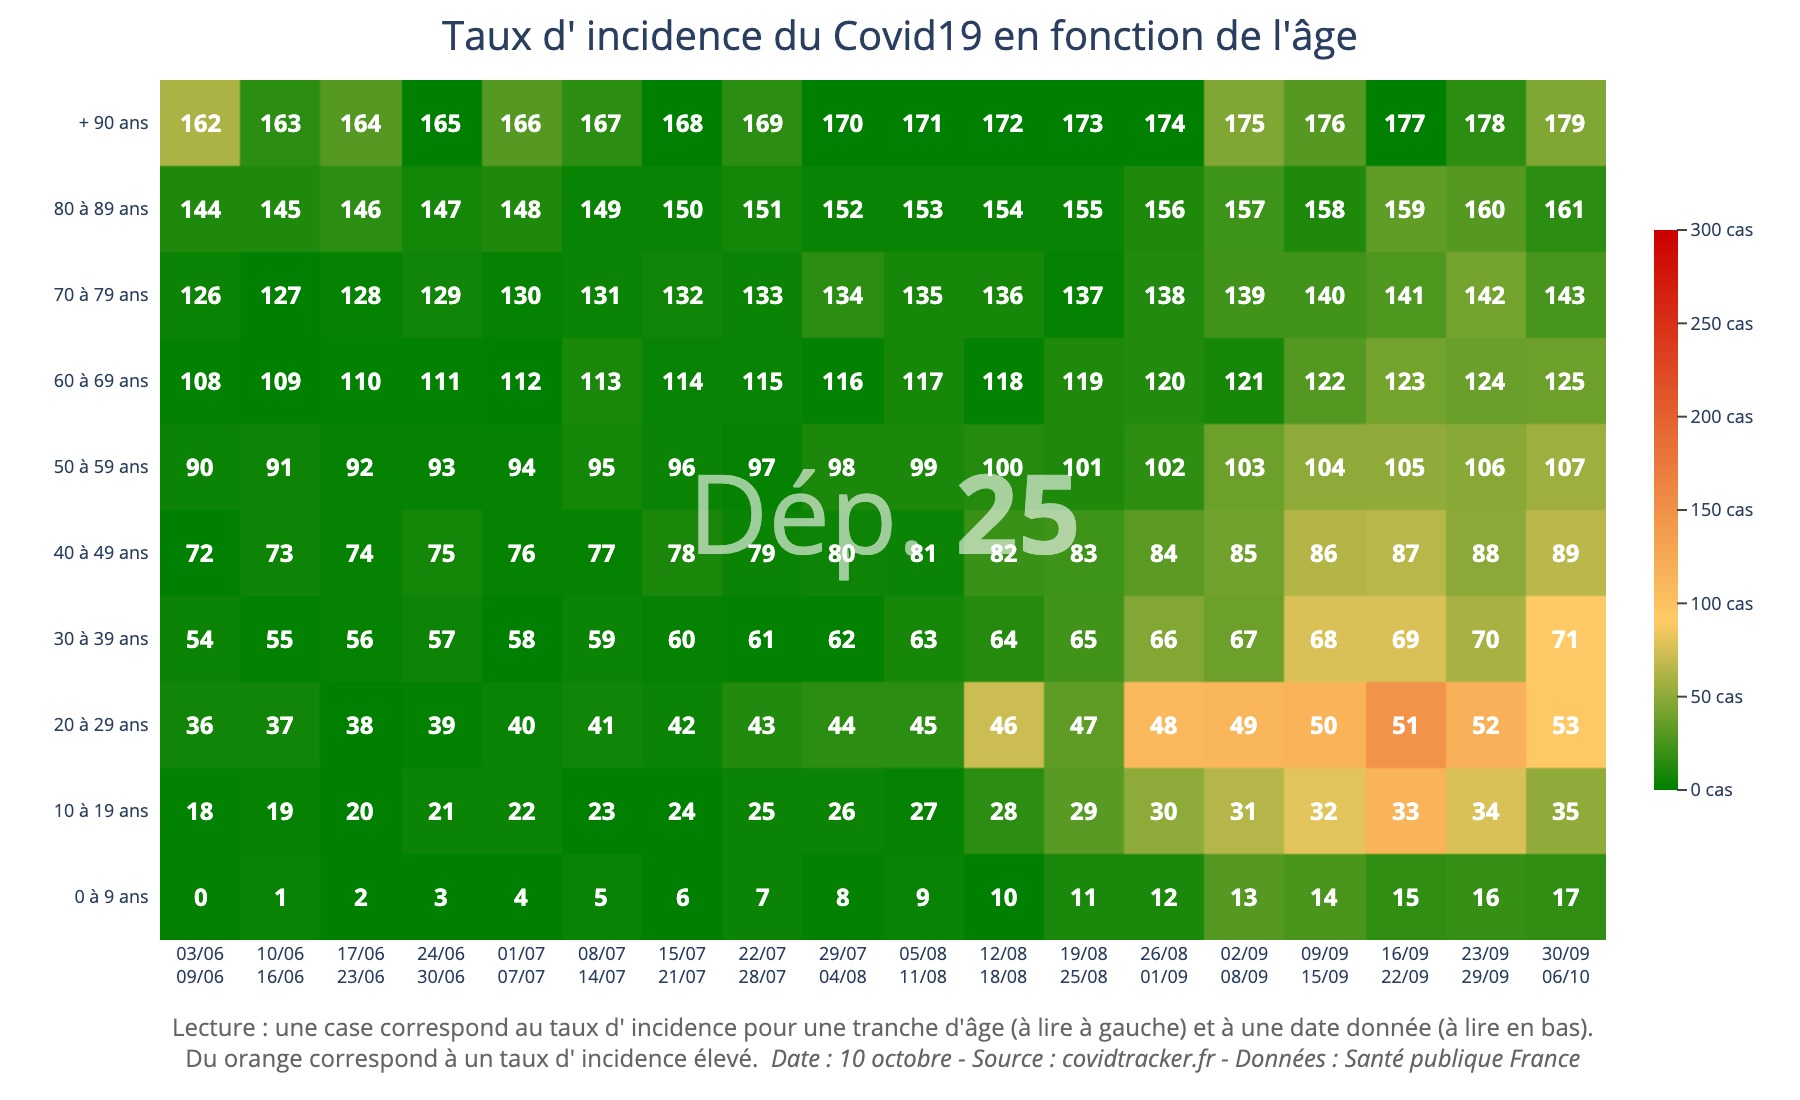 Taux d' incidence du Covid19 en fonction de l'âge
+ 90 ans 162 163 164 165 166 167 168 169 170 171 172 173 174 175 176 177 178 179
80 à 89 ans 144 145 146 147 148 149 150 151 152 153 154 155 156 157 158 159 160 161
300 cas
70 à 79 ans 126 127 128 129 130 131 132 133 134 135 136 137 138 139 140 141 142 143
250 cas
60 à 69 ans 108 109 110 111 112 113 114 115 116 117 118 119 120 121 122 123 124 125
200 cas
50 à 59 ans 90 91 92 93 94 95 96 97 98 99 100 101 102 103 104 105 106 107
Dép. 25
150 cas
40 à 49 ans 72 73 74 75 76 77 78 79 80 81 82 83 84 85 86 87 88 89
100 cas
30 à 39 ans 54 55 56 57 58 59 60 61 62 63 64 65 66 67 68 69 70 71
50 cas
20 à 29 ans 36 37 38 39 40 41 42 43 44 45 46 47 48 49 50 51 52 53
0 cas
10 à 19 ans 18 19 20 21 22 23 24 25 26 27 28 29 30 31 32 33 34 35
0 à 9 ans 0 1 2 3 4 5 6 7 8 9 10 11 12 13 14 15 16 17
03/06 10/06 17/06 24/06 01/07 08/07 15/07 22/07 29/07 05/08 12/08 19/08 26/08 02/09 09/09 16/09 23/09 30/09
09/06 16/06 23/06 30/06 07/07 14/07 21/07 28/07 04/08 11/08 18/08 25/08 01/09 08/09 15/09 22/09 29/09 06/10
Lecture : une case correspond au taux d' incidence pour une tranche d'âge (à lire à gauche) et à une date donnée (à lire en bas).
Du orange correspond à un taux d' incidence élevé. Date : 10 octobre - Source : covidtracker.fr - Données : Santé publique France